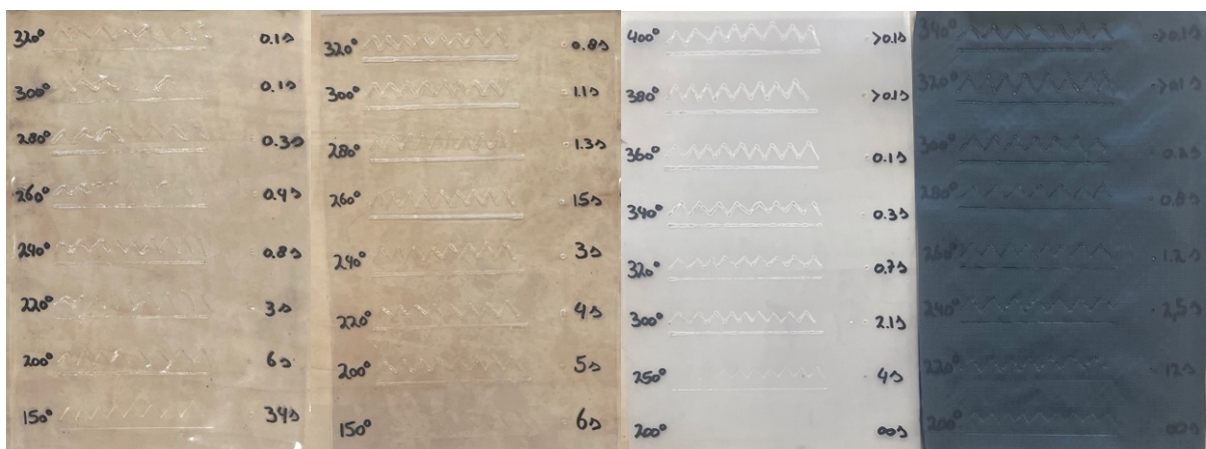 320° 0.1s
300° 0.1s
280° 0.3s
260° 0.4s
240° 0.8s
220° 3s
200° 6s
150° 34s
320° 0.8s
300° 1.1s
280° 1.3s
260° 15s
240° 3s
220° 4s
200° 5s
150° 6s
400° >0.1s
380° >0.1s
360° 0.1s
340° 0.3s
320° 0.7s
300° 2.1s
250° 4s
200° ∞s
340° >0.1s
320° >0.1s
300°
280° 0.8s
260° 1.2s
240° 2,5s
220° 12s
200° ∞s